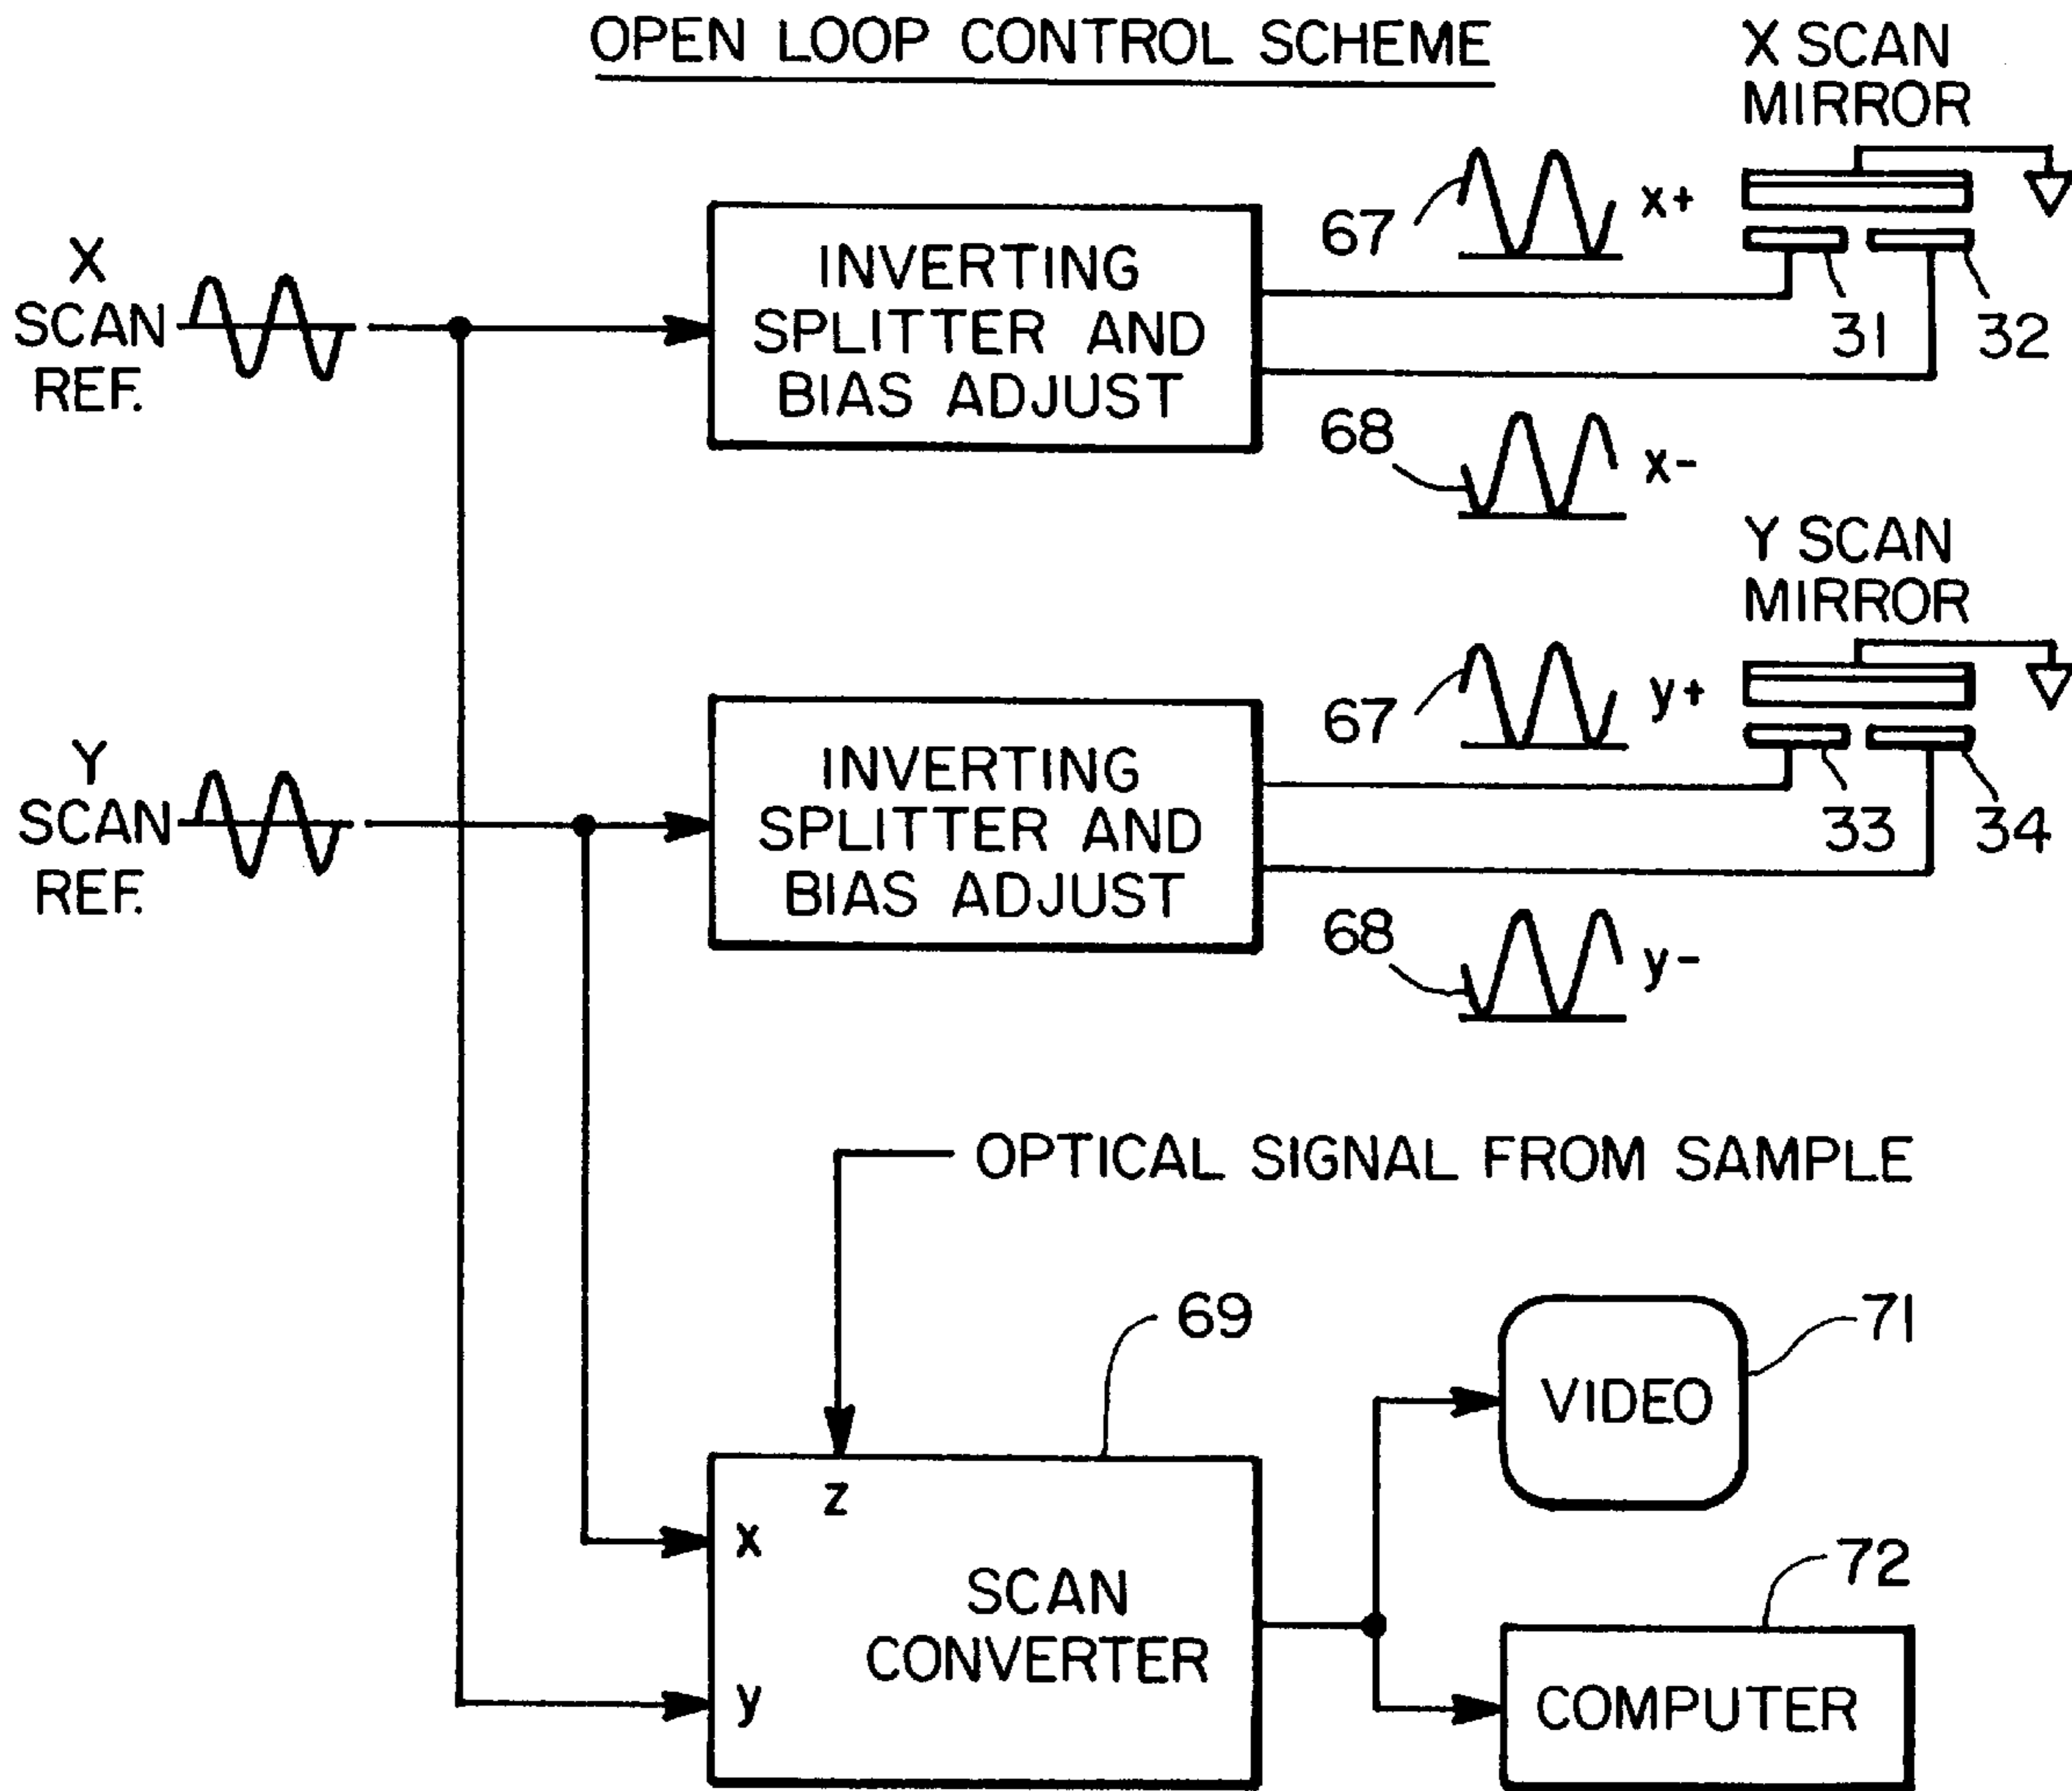 OPEN LOOP CONTROL SCHEME
X SCAN
MIRROR
X
SCAN
REF.
INVERTING
SPLITTER AND
BIAS ADJUST
67
x+
31
32
68
x-
Y SCAN
MIRROR
Y
SCAN
REF.
INVERTING
SPLITTER AND
BIAS ADJUST
67
y+
33
34
68
y-
OPTICAL SIGNAL FROM SAMPLE
69
71
VIDEO
z
x
SCAN
CONVERTER
y
72
COMPUTER